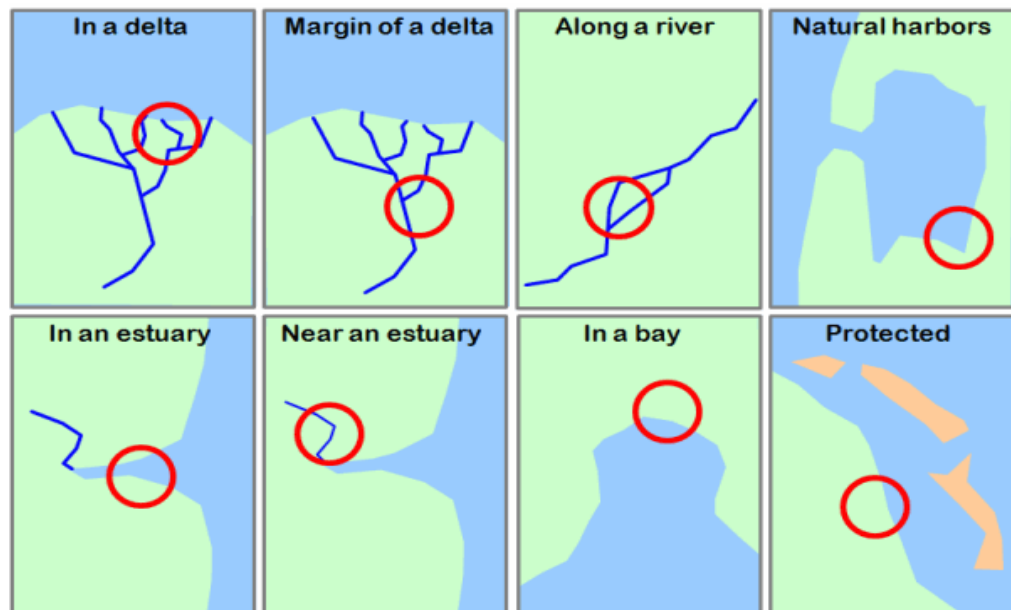 In a delta
Margin of a delta
Along a river
Natural harbors
In an estuary
Near an estuary
In a bay
Protected